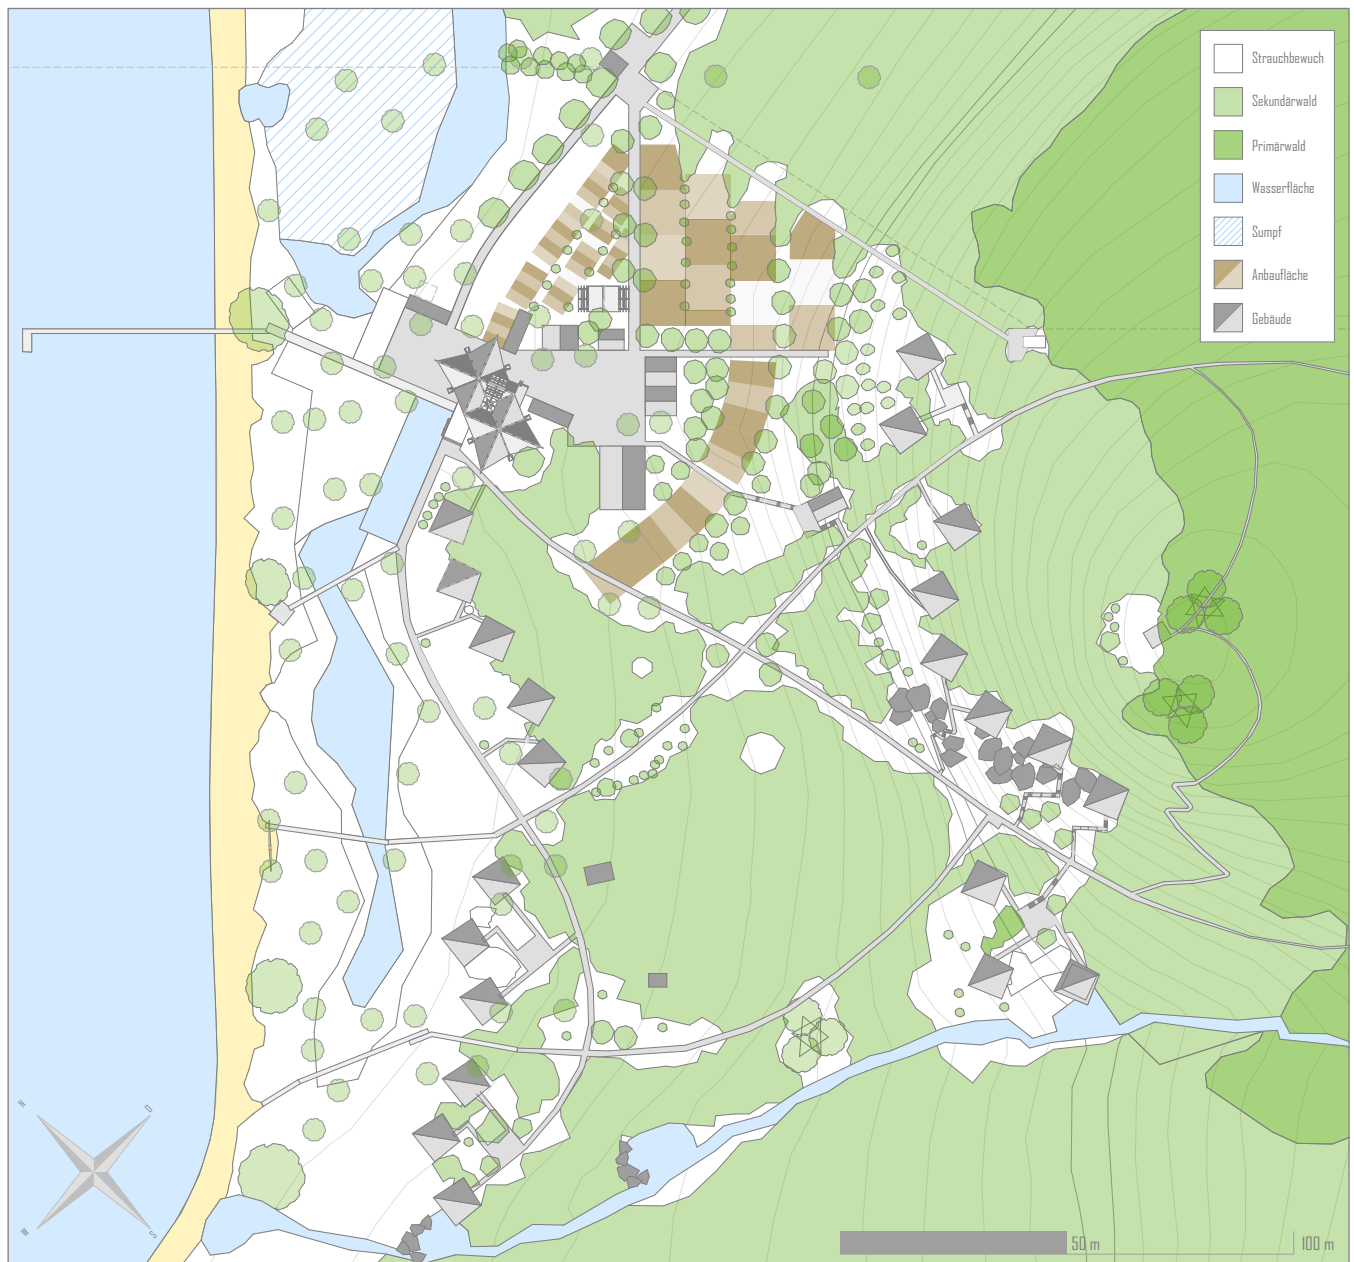 Strauchbewuch
Sekundärwald
Primärwald
Wasserfläche
Sumpf
Anbaufläche
Gebäude
N
O
W
S
50 m
100 m